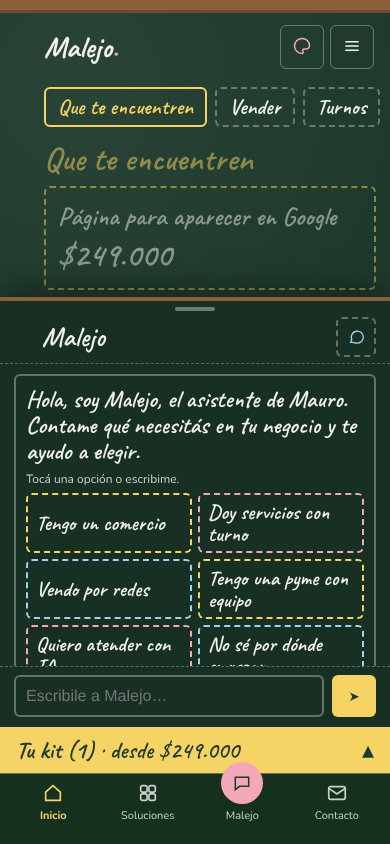 Malejo.
Que te encuentren
Vender
Turnos
Que te encuentren
Página para aparecer en Google
$249.000
Malejo
Hola, soy Malejo, el asistente de Mauro.
Contame qué necesitás en tu negocio y te
ayudo a elegir.
Tocá una opción o escribime.
Tengo un comercio
Doy servicios con
turno
Vendo por redes
Tengo una pyme con
equipo
Quiero atender con
IA
No sé por dónde
Escribile a Malejo…
Tu kit (1) · desde $249.000
Inicio
Soluciones
Malejo
Contacto